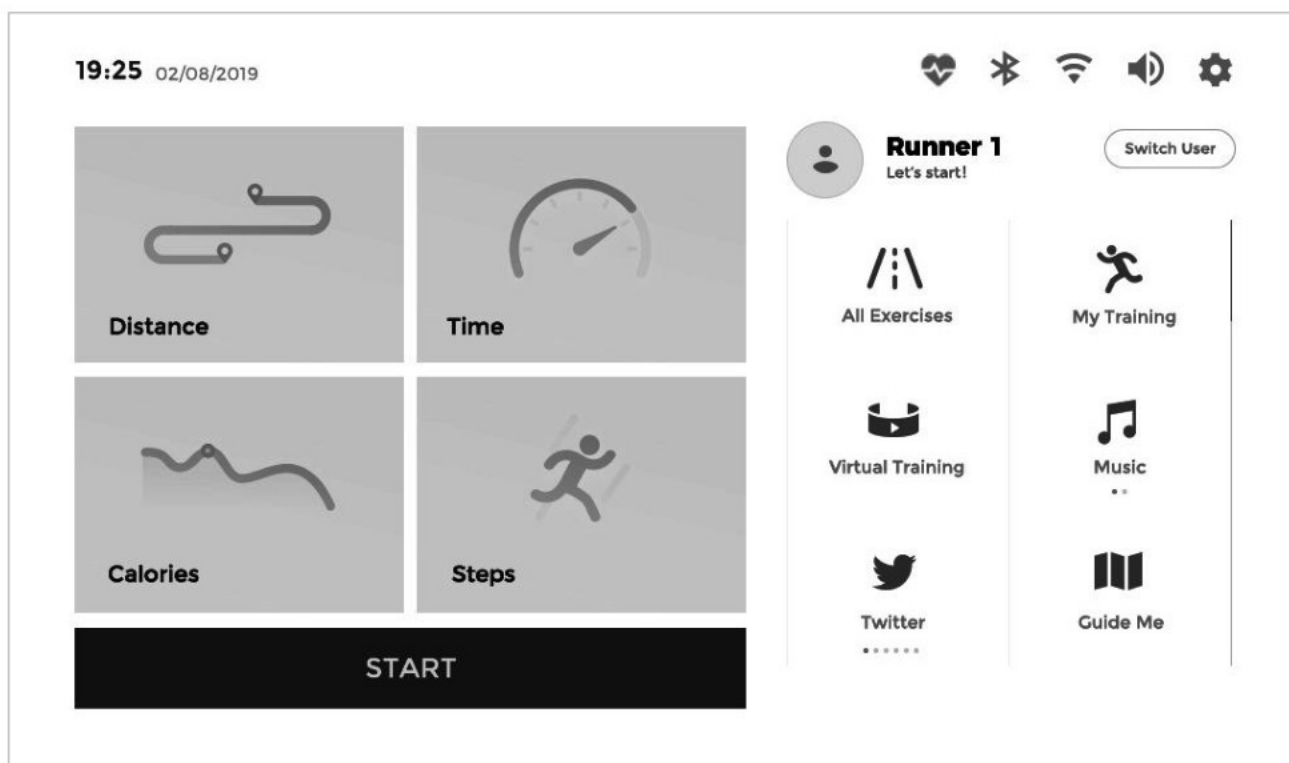 19:25 02/08/2019
Runner 1
Let's start!
Switch User
Distance
Time
Calories
Steps
START
All Exercises
My Training
Virtual Training
Music
Twitter
Guide Me